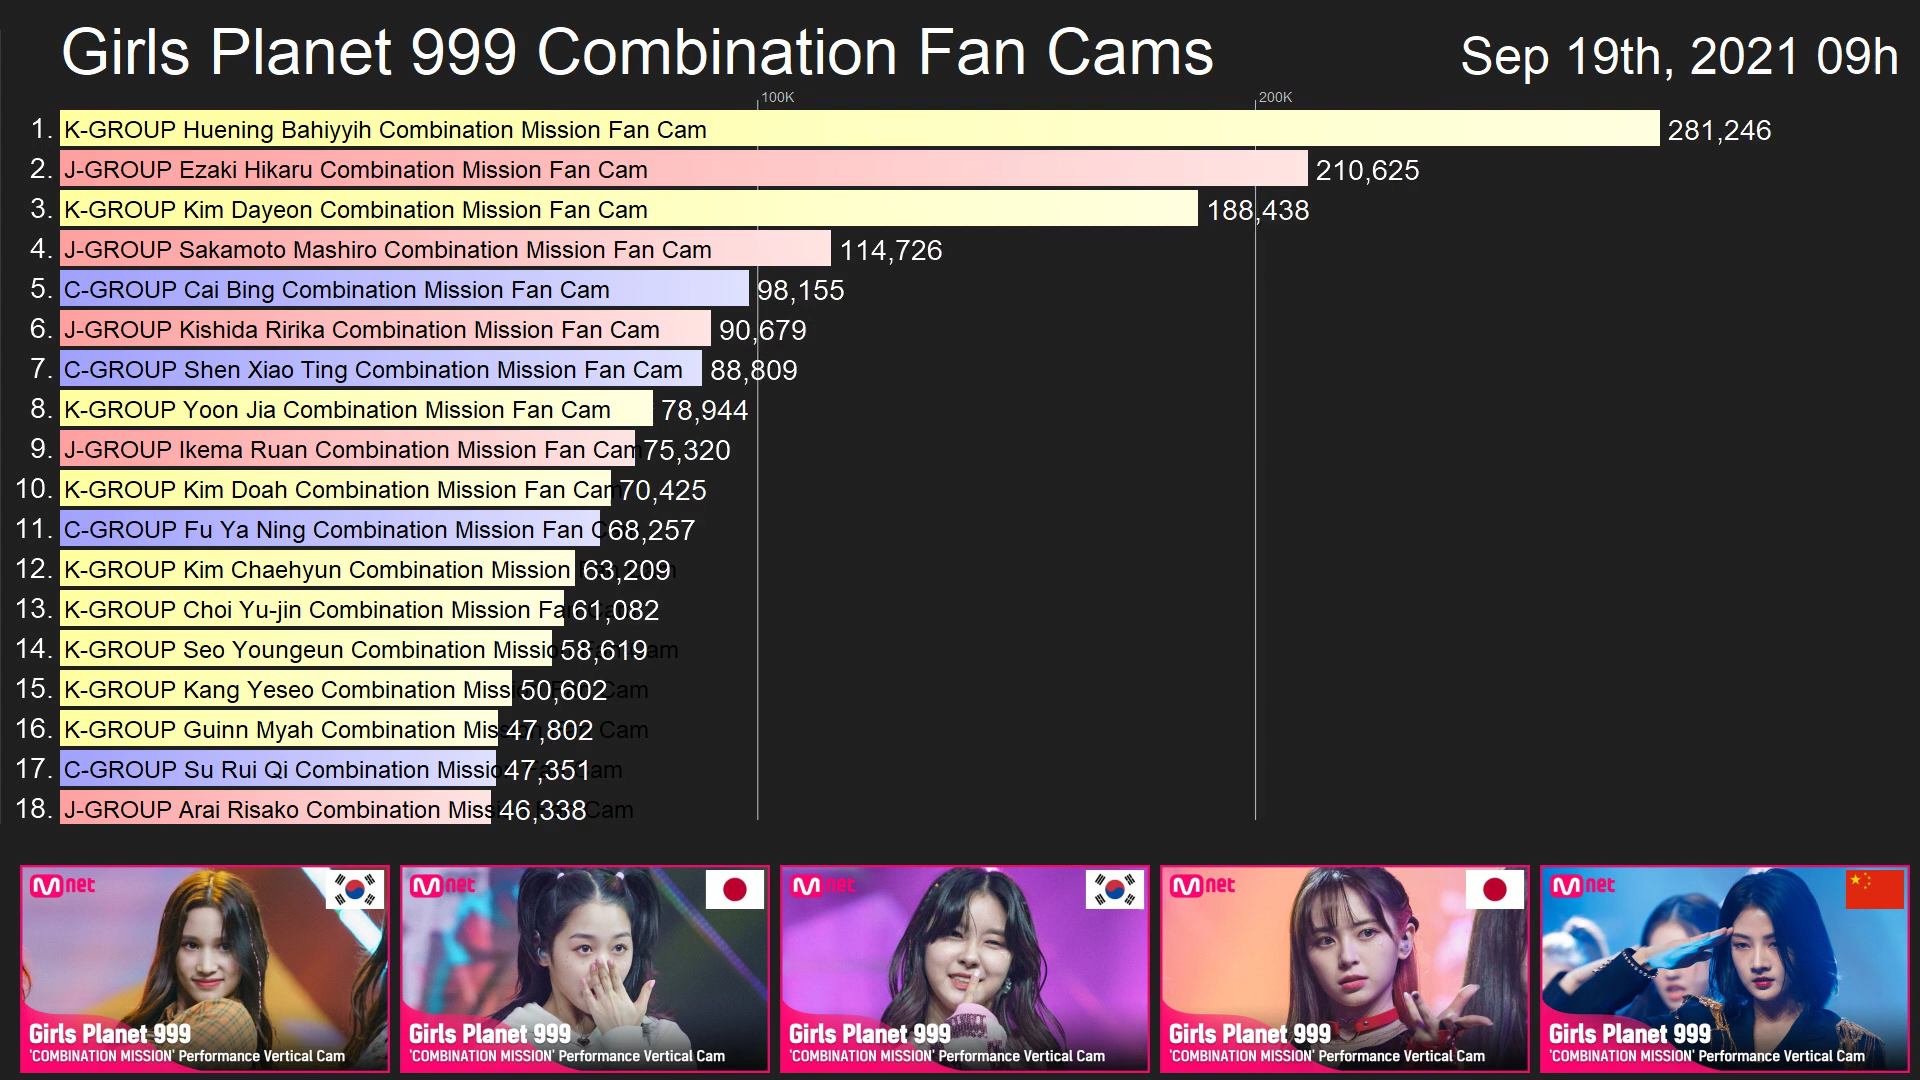 Girls Planet 999 Combination Fan Cams
Sep 19th, 2021 09h
100K
200K
1. K-GROUP Huening Bahiyyih Combination Mission Fan Cam 281,246
2. J-GROUP Ezaki Hikaru Combination Mission Fan Cam 210,625
3. K-GROUP Kim Dayeon Combination Mission Fan Cam 188,438
4. J-GROUP Sakamoto Mashiro Combination Mission Fan Cam 114,726
5. C-GROUP Cai Bing Combination Mission Fan Cam 98,155
6. J-GROUP Kishida Ririka Combination Mission Fan Cam 90,679
7. C-GROUP Shen Xiao Ting Combination Mission Fan Cam 88,809
8. K-GROUP Yoon Jia Combination Mission Fan Cam 78,944
9. J-GROUP Ikema Ruan Combination Mission Fan Cam 75,320
10. K-GROUP Kim Doah Combination Mission Fan Cam 70,425
11. C-GROUP Fu Ya Ning Combination Mission Fan 68,257
12. K-GROUP Kim Chaehyun Combination Mission 63,209
13. K-GROUP Choi Yu-jin Combination Mission Fan 61,082
14. K-GROUP Seo Youngeun Combination Mission 58,619 Cam
15. K-GROUP Kang Yeseo Combination Mission 50,602 Cam
16. K-GROUP Guinn Myah Combination Mission 47,802 Cam
17. C-GROUP Su Rui Qi Combination Mission 47,351 Cam
18. J-GROUP Arai Risako Combination Mission 46,338 Cam
Mnet
Mnet
Mnet
Mnet
Mnet
Girls Planet 999
'COMBINATION MISSION' Performance Vertical Cam
Girls Planet 999
'COMBINATION MISSION' Performance Vertical Cam
Girls Planet 999
'COMBINATION MISSION' Performance Vertical Cam
Girls Planet 999
'COMBINATION MISSION' Performance Vertical Cam
Girls Planet 999
'COMBINATION MISSION' Performance Vertical Cam